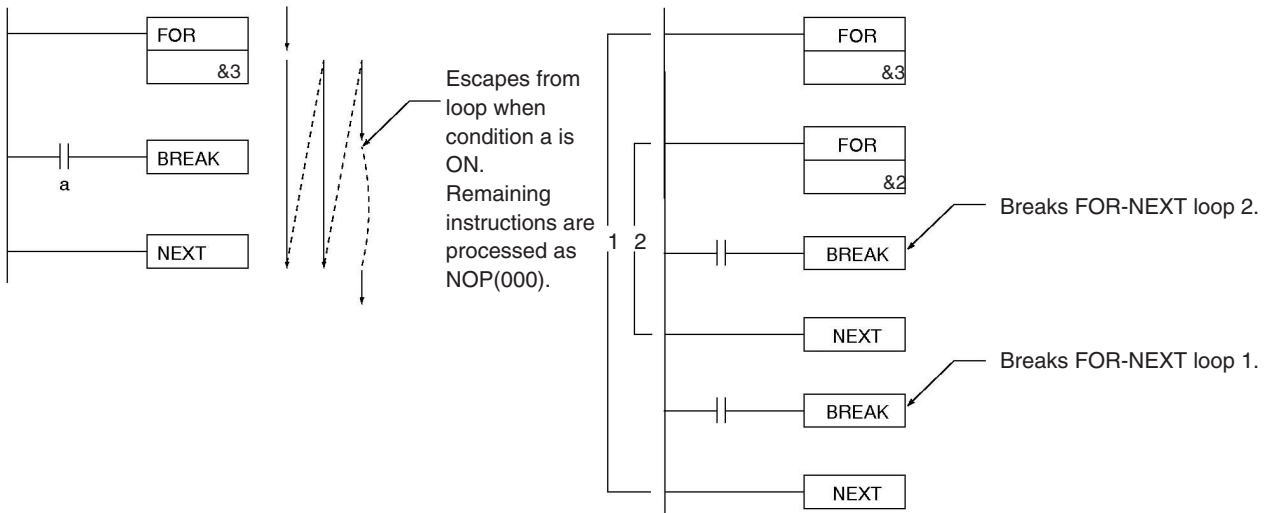 FOR
&3
BREAK
a
NEXT
Escapes from
loop when
condition a is
ON.
Remaining
instructions are
processed as
NOP(000).
1
2
FOR
&3
FOR
&2
BREAK
Breaks FOR-NEXT loop 2.
NEXT
BREAK
Breaks FOR-NEXT loop 1.
NEXT